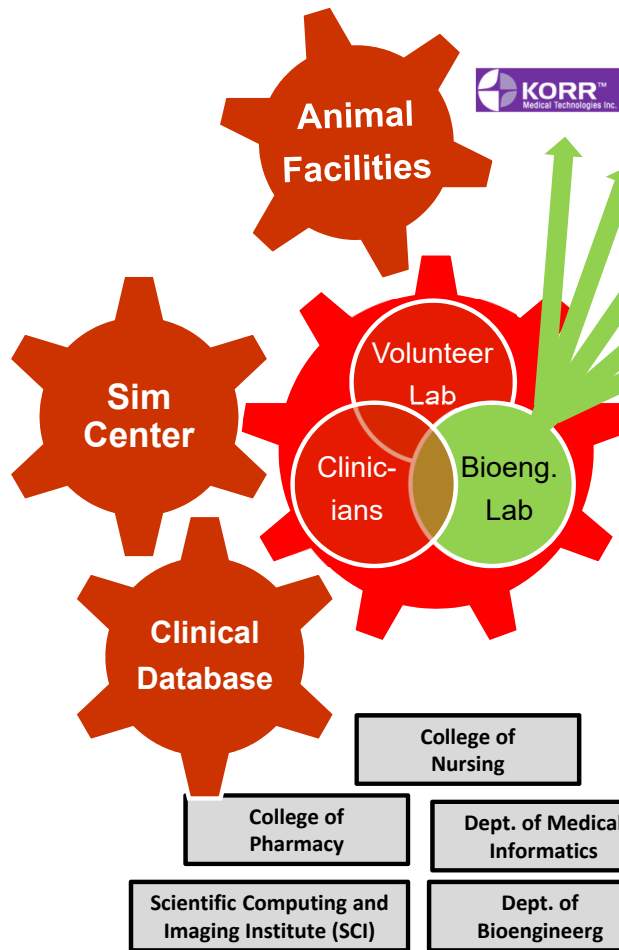 Animal
Facilities
KORR™
Medical Technologies Inc.
Volunteer
Lab
Sim
Center
Clinic-
ians
Bioeng.
Lab
Clinical
Database
College of
Nursing
College of
Pharmacy
Dept. of Medical
Informatics
Scientific Computing and
Imaging Institute (SCI)
Dept. of
Bioengineerg